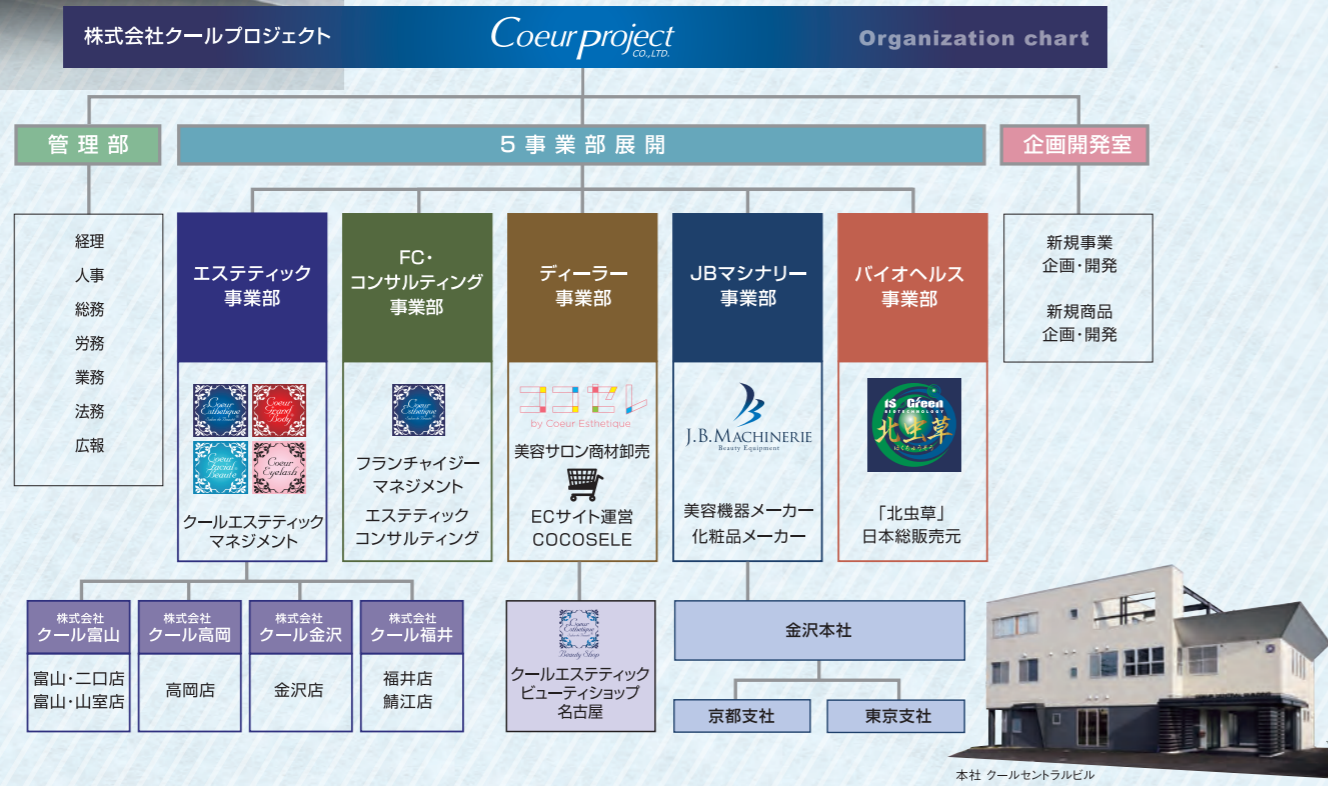 株式会社クールプロジェクト
Coeur project
CO.,LTD.
Organization chart
管理部
5事業部展開
企画開発室
経理
人事
総務
労務
業務
法務
広報
エステティック
事業部
Coeur
Esthetique
Coeur
Grand
Body
Coeur
Facial
Beauté
Coeur
Eyelash
クールエステティック
マネジメント
FC・
コンサルティング
事業部
Coeur
Esthetique
フランチャイジー
マネジメント
エステティック
コンサルティング
ディーラー
事業部
ココセレ
by Coeur Esthetique
美容サロン商材卸売
ECサイト運営
COCOSELE
JBマシナリー
事業部
J.B.MACHINERIE
Beauty Equipment
美容機器メーカー
化粧品メーカー
バイオヘルス
事業部
iS Green
BIOTECHNOLOGY
北虫草
ほくちゅうそう
「北虫草」
日本総販売元
新規事業
企画・開発
新規商品
企画・開発
株式会社
クール富山
富山・二口店
富山・山室店
株式会社
クール高岡
高岡店
株式会社
クール金沢
金沢店
株式会社
クール福井
福井店
鯖江店
Coeur
Esthetique
Beauty Shop
クールエステティック
ビューティショップ
名古屋
金沢本社
京都支社
東京支社
本社 クールセントラルビル